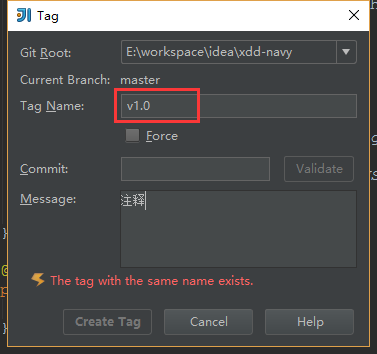 Tag
Git Root: E:\workspace\idea\xdd-navy
Current Branch: master
Tag Name: v1.0
Force
Commit: Validate
Message: 注释
The tag with the same name exists.
Create Tag Cancel Help